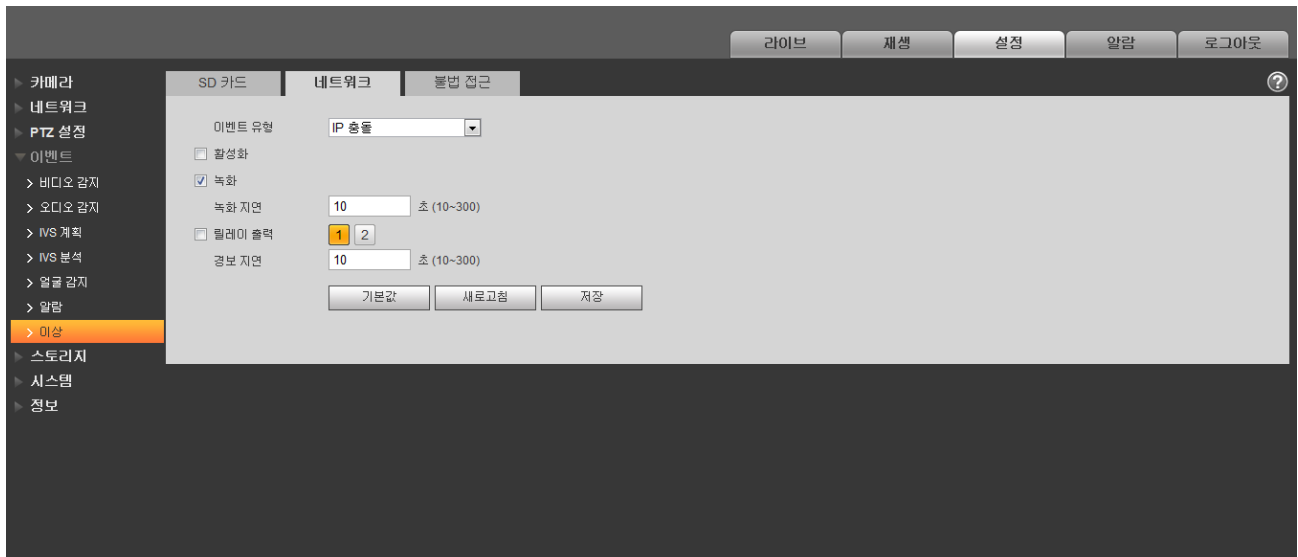 라이브 재생 설정 알람 로그아웃
카메라
네트워크
PTZ 설정
이벤트
비디오 감지
오디오 감지
IVS 계획
IVS 분석
얼굴 감지
알람
이상
스토리지
시스템
정보
SD 카드 네트워크 불법 접근 ?
이벤트 유형 IP 충돌
활성화
녹화
녹화 지연 10 초 (10~300)
릴레이 출력 1 2
경보 지연 10 초 (10~300)
기본값 새로고침 저장